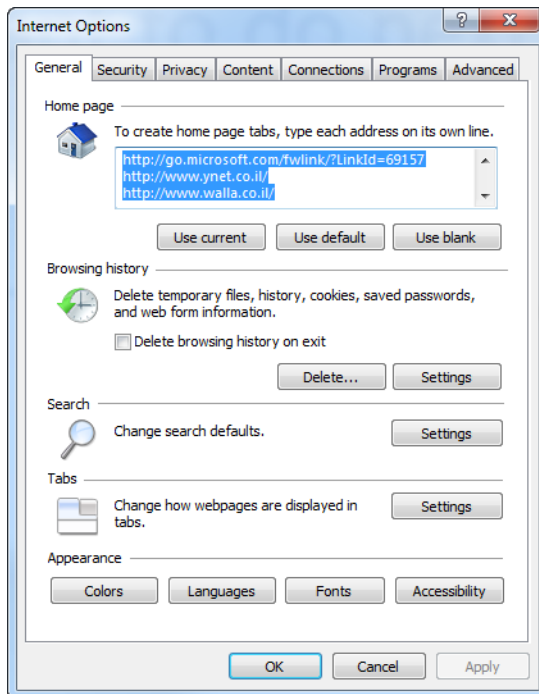 Internet Options
General Security Privacy Content Connections Programs Advanced
Home page
To create home page tabs, type each address on its own line.
http://go.microsoft.com/fwlink/?LinkId=69157
http://www.ynet.co.il/
http://www.walla.co.il/
Use current Use default Use blank
Browsing history
Delete temporary files, history, cookies, saved passwords,
and web form information.
Delete browsing history on exit
Delete... Settings
Search
Change search defaults. Settings
Tabs
Change how webpages are displayed in Settings
tabs.
Appearance
Colors Languages Fonts Accessibility
OK Cancel Apply